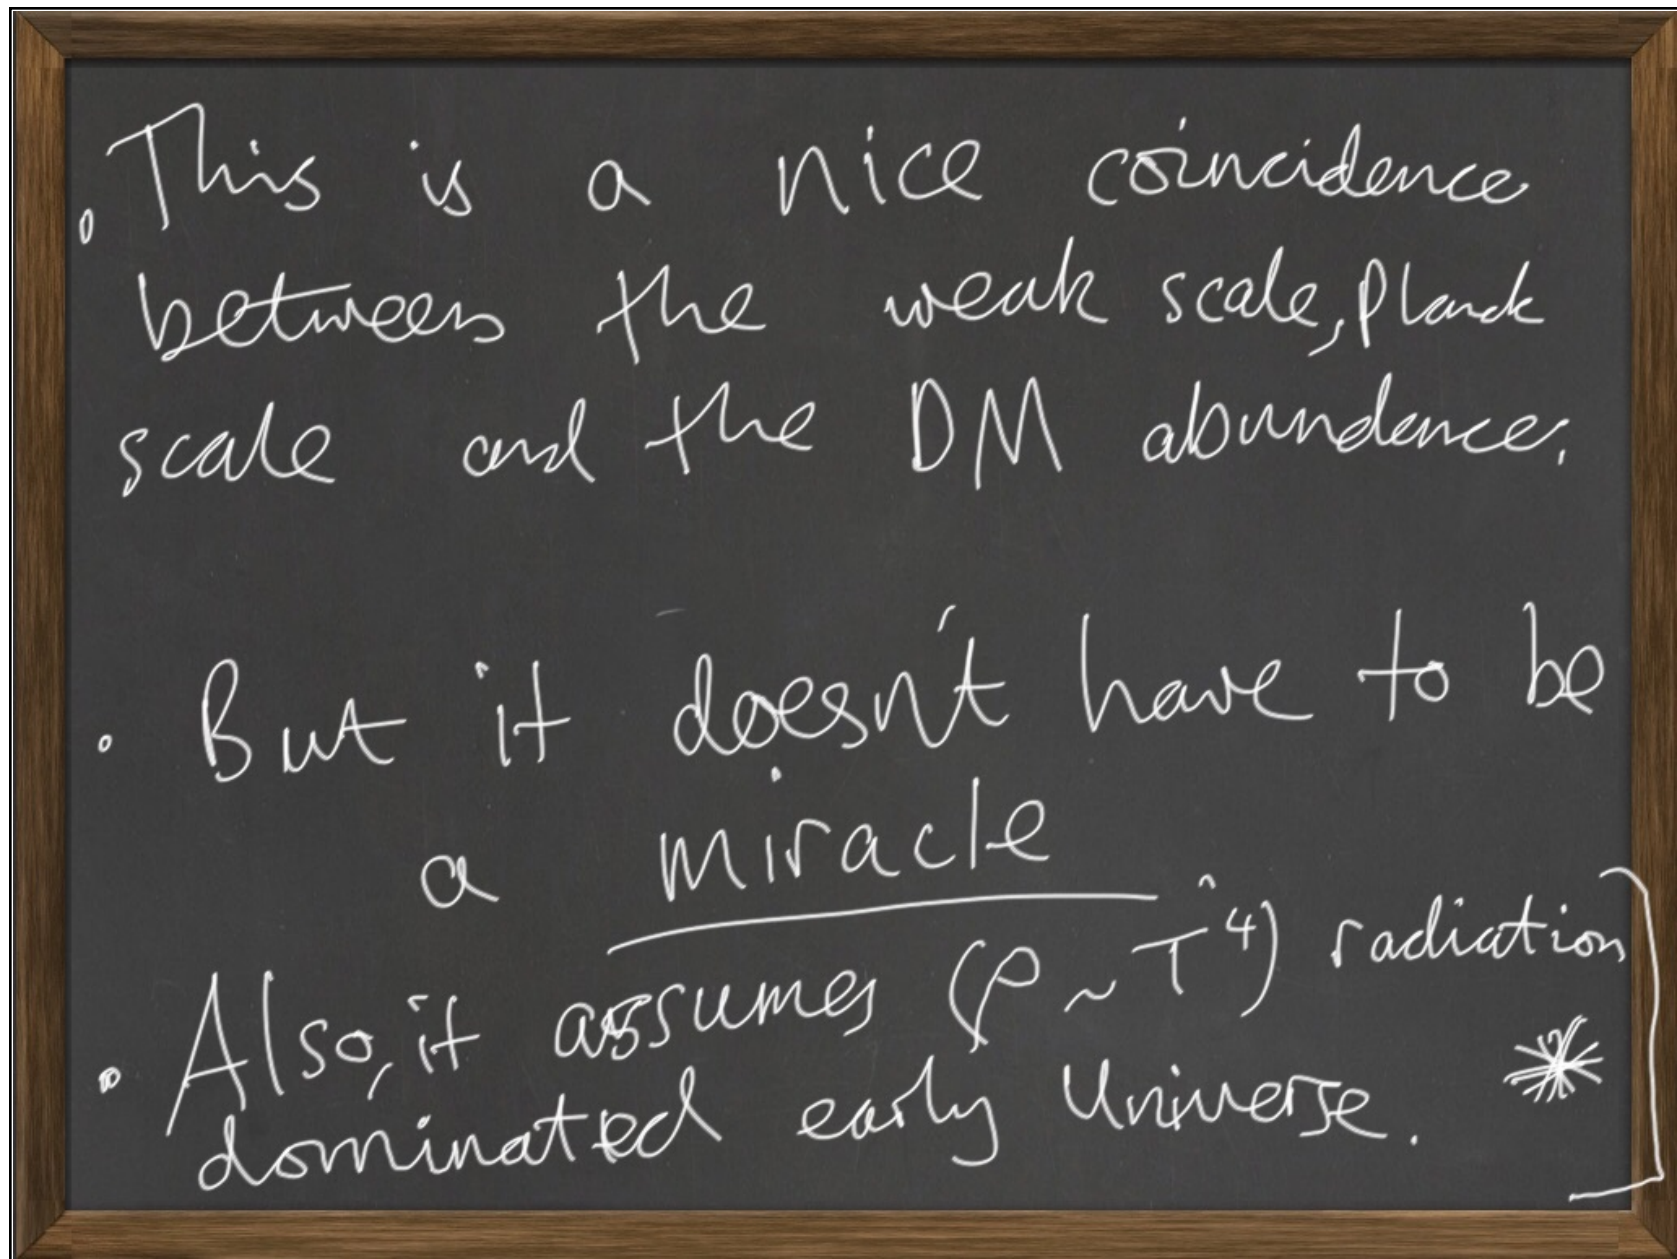 • This is a nice coincidence
between the weak scale, Planck
scale and the DM abundance.
• But it doesn't have to be
a miracle
• Also, it assumes (ρ ~ T⁴) radiation
dominated early Universe. *